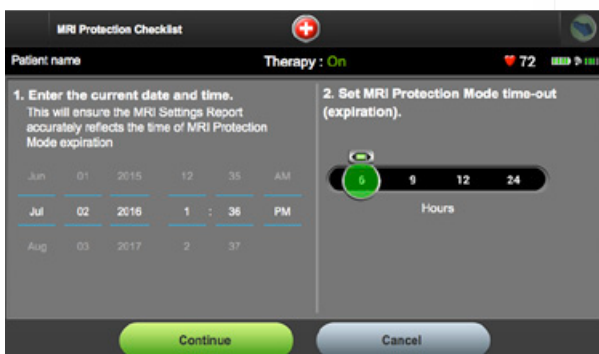 MRI Protection Checklist
Patient name
Therapy : On
72
1. Enter the current date and time.
This will ensure the MRI Settings Report
accurately reflects the time of MRI Protection
Mode expiration
Jun 01 2015 12 35 AM
Jul 02 2016 1 : 36 PM
Aug 03 2017 2 37
2. Set MRI Protection Mode time-out
(expiration).
6 9 12 24
Hours
Continue
Cancel